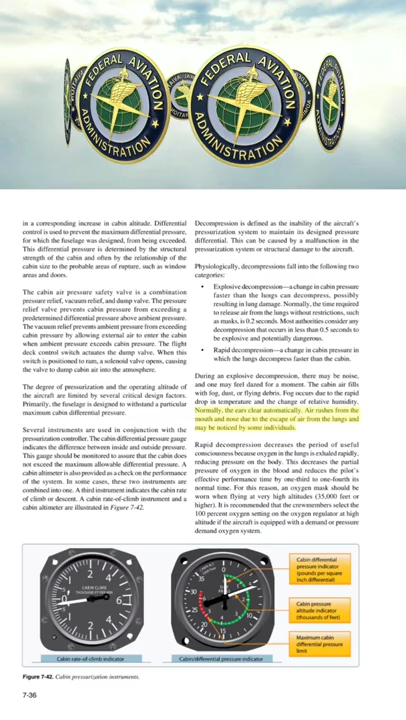 FEDERAL AVIATION
ADMINISTRATION
FEDERAL AVIATION
ADMINISTRATION
in a corresponding increase in cabin altitude. Differential
control is used to prevent the maximum differential pressure,
for which the fuselage was designed, from being exceeded.
This differential pressure is determined by the structural
strength of the cabin and often by the relationship of the
cabin size to the probable areas of rupture, such as window
areas and doors.
The cabin air pressure safety valve is a combination
pressure relief, vacuum relief, and dump valve. The pressure
relief valve prevents cabin pressure from exceeding a
predetermined differential pressure above ambient pressure.
The vacuum relief prevents ambient pressure from exceeding
cabin pressure by allowing external air to enter the cabin
when ambient pressure exceeds cabin pressure. The flight
deck control switch actuates the dump valve. When this
switch is positioned to ram, a solenoid valve opens, causing
the valve to dump cabin air into the atmosphere.
The degree of pressurization and the operating altitude of
the aircraft are limited by several critical design factors.
Primarily, the fuselage is designed to withstand a particular
maximum cabin differential pressure.
Several instruments are used in conjunction with the
pressurization controller. The cabin differential pressure gauge
indicates the difference between inside and outside pressure.
This gauge should be monitored to assure that the cabin does
not exceed the maximum allowable differential pressure. A
cabin altimeter is also provided as a check on the performance
of the system. In some cases, these two instruments are
combined into one. A third instrument indicates the cabin rate
of climb or descent. A cabin rate-of-climb instrument and a
cabin altimeter are illustrated in Figure 7-42.
Decompression is defined as the inability of the aircraft's
pressurization system to maintain its designed pressure
differential. This can be caused by a malfunction in the
pressurization system or structural damage to the aircraft.
Physiologically, decompressions fall into the following two
categories:
• Explosive decompression—a change in cabin pressure
faster than the lungs can decompress, possibly
resulting in lung damage. Normally, the time required
to release air from the lungs without restrictions, such
as masks, is 0.2 seconds. Most authorities consider any
decompression that occurs in less than 0.5 seconds to
be explosive and potentially dangerous.
• Rapid decompression—a change in cabin pressure in
which the lungs decompress faster than the cabin.
During an explosive decompression, there may be noise,
and one may feel dazed for a moment. The cabin air fills
with fog, dust, or flying debris. Fog occurs due to the rapid
drop in temperature and the change of relative humidity.
Normally, the ears clear automatically. Air rushes from the
mouth and nose due to the escape of air from the lungs and
may be noticed by some individuals.
Rapid decompression decreases the period of useful
consciousness because oxygen in the lungs is exhaled rapidly,
reducing pressure on the body. This decreases the partial
pressure of oxygen in the blood and reduces the pilot's
effective performance time by one-third to one-fourth its
normal time. For this reason, an oxygen mask should be
worn when flying at very high altitudes (35,000 feet or
higher). It is recommended that the crewmembers select the
100 percent oxygen setting on the oxygen regulator at high
altitude if the aircraft is equipped with a demand or pressure
demand oxygen system.
2 4
CABIN CLIMB
0 6
2 4
35
30
25
20
15
10
Cabin differential
pressure indicator
(pounds per square
inch differential)
Cabin pressure
altitude indicator
(thousands of feet)
Maximum cabin
differential pressure
limit
Cabin rate-of-climb indicator
Cabin/differential pressure indicator
Figure 7-42. Cabin pressurization instruments.
7-36